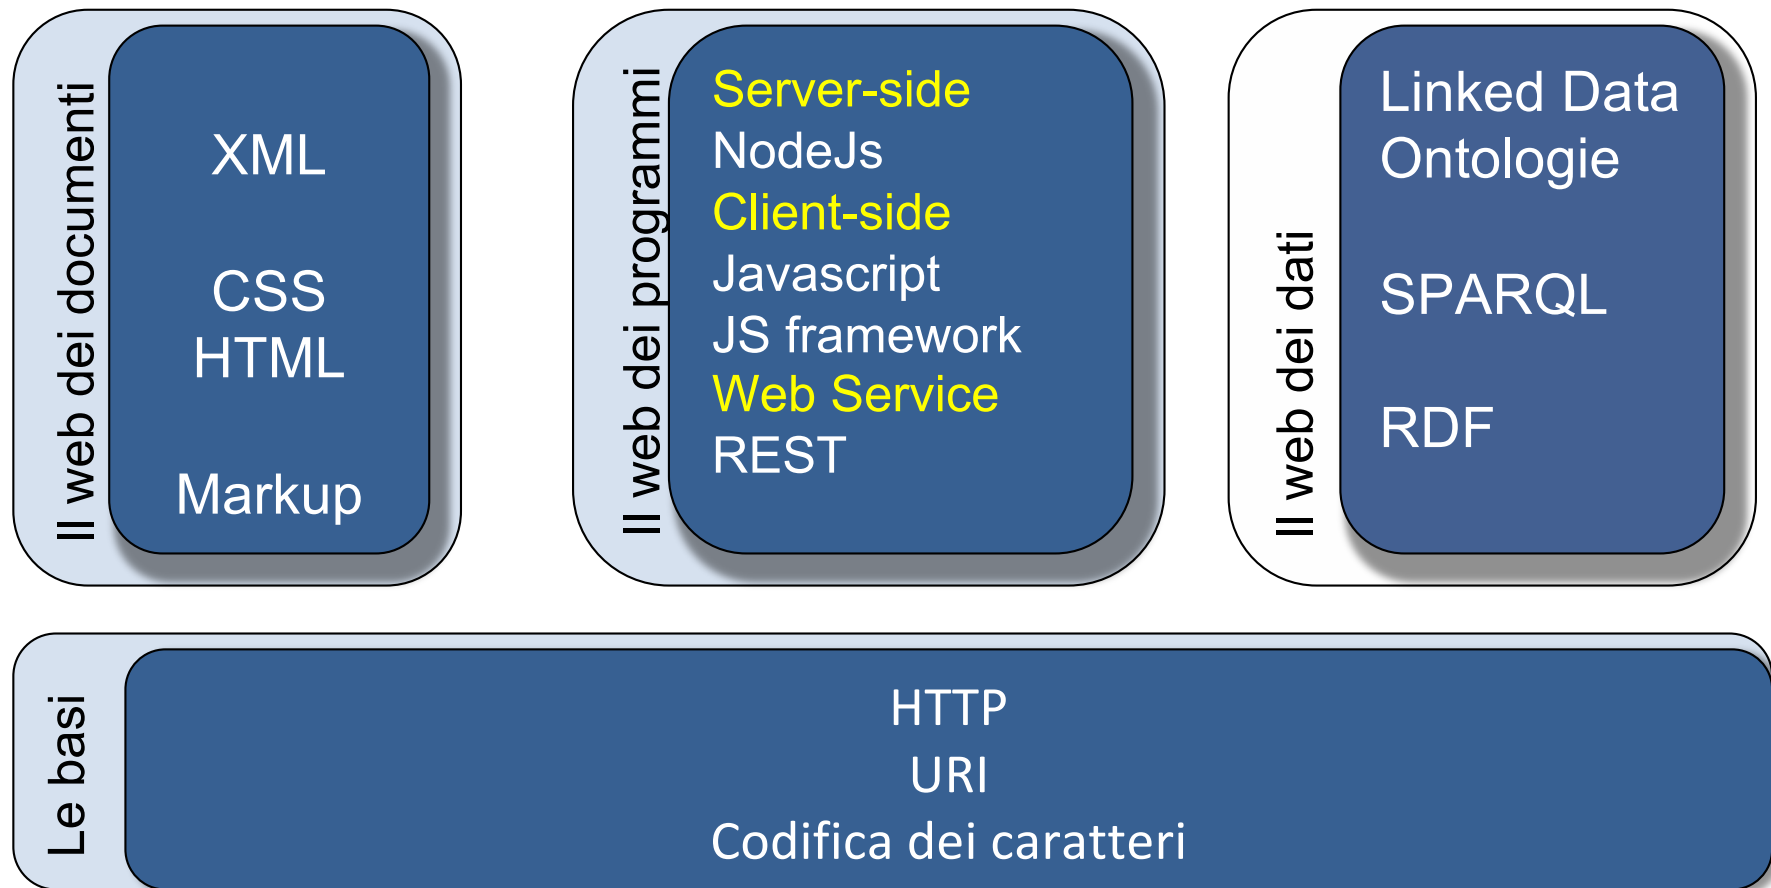 Il web dei documenti
XML
CSS
HTML
Markup
Il web dei programmi
Server-side
NodeJs
Client-side
Javascript
JS framework
Web Service
REST
Il web dei dati
Linked Data
Ontologie
SPARQL
RDF
Le basi
HTTP
URI
Codifica dei caratteri